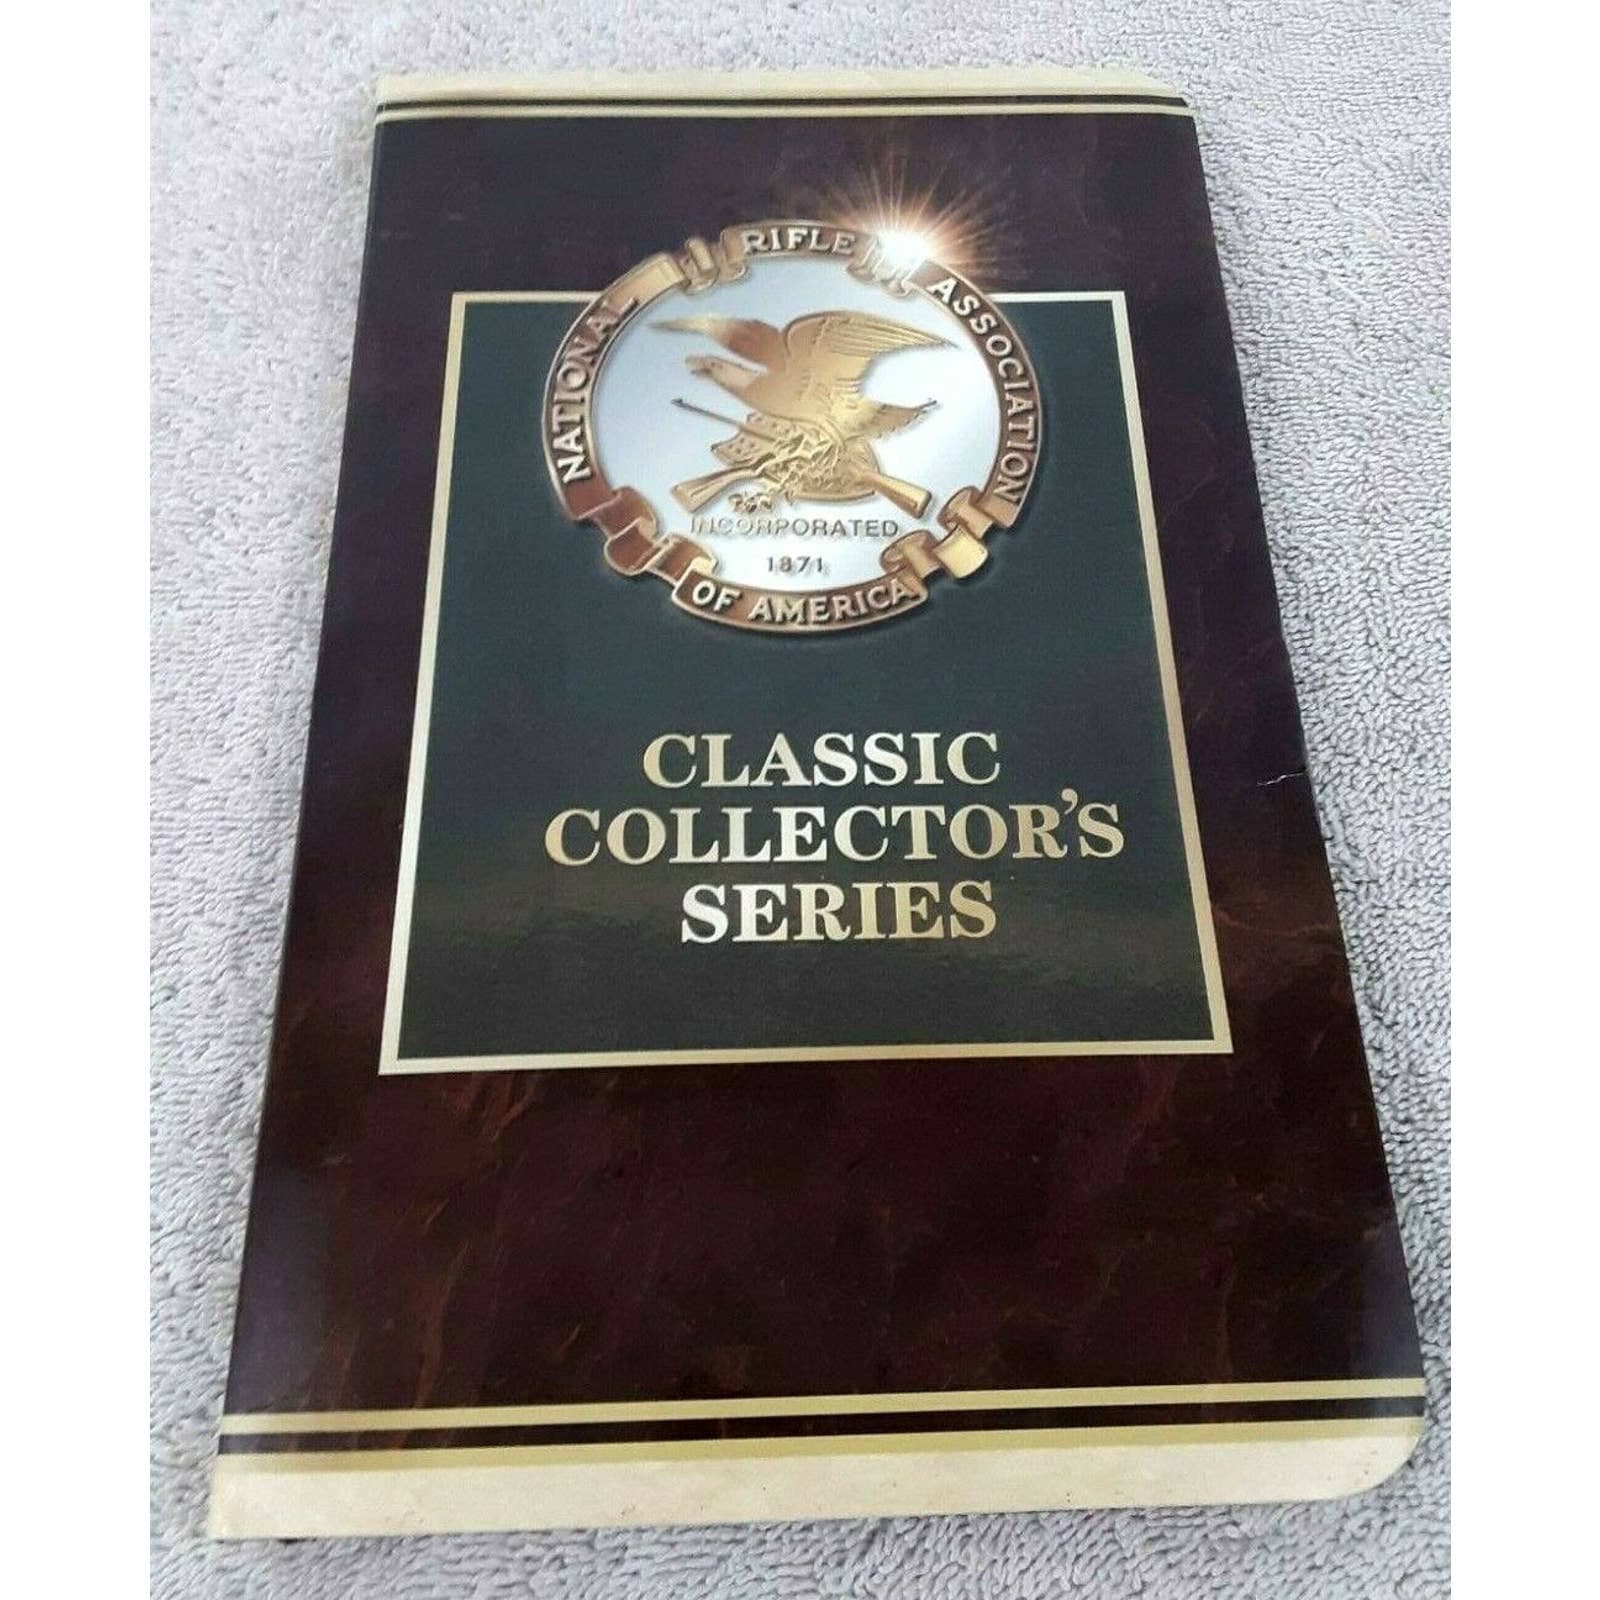 NATIONAL RIFLE ASSOCIATION
INCORPORATED
1871
OF AMERICA
CLASSIC
COLLECTOR'S
SERIES